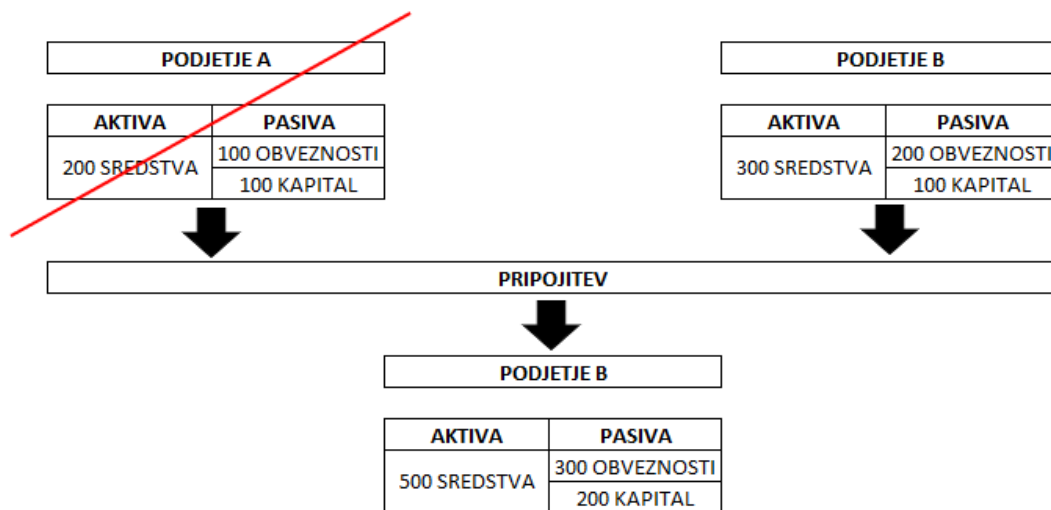 PODJETJE A
PODJETJE B
AKTIVA PASIVA
200 SREDSTVA
100 OBVEZNOSTI
100 KAPITAL
AKTIVA PASIVA
300 SREDSTVA
200 OBVEZNOSTI
100 KAPITAL
PRIPOJITEV
PODJETJE B
AKTIVA PASIVA
500 SREDSTVA
300 OBVEZNOSTI
200 KAPITAL